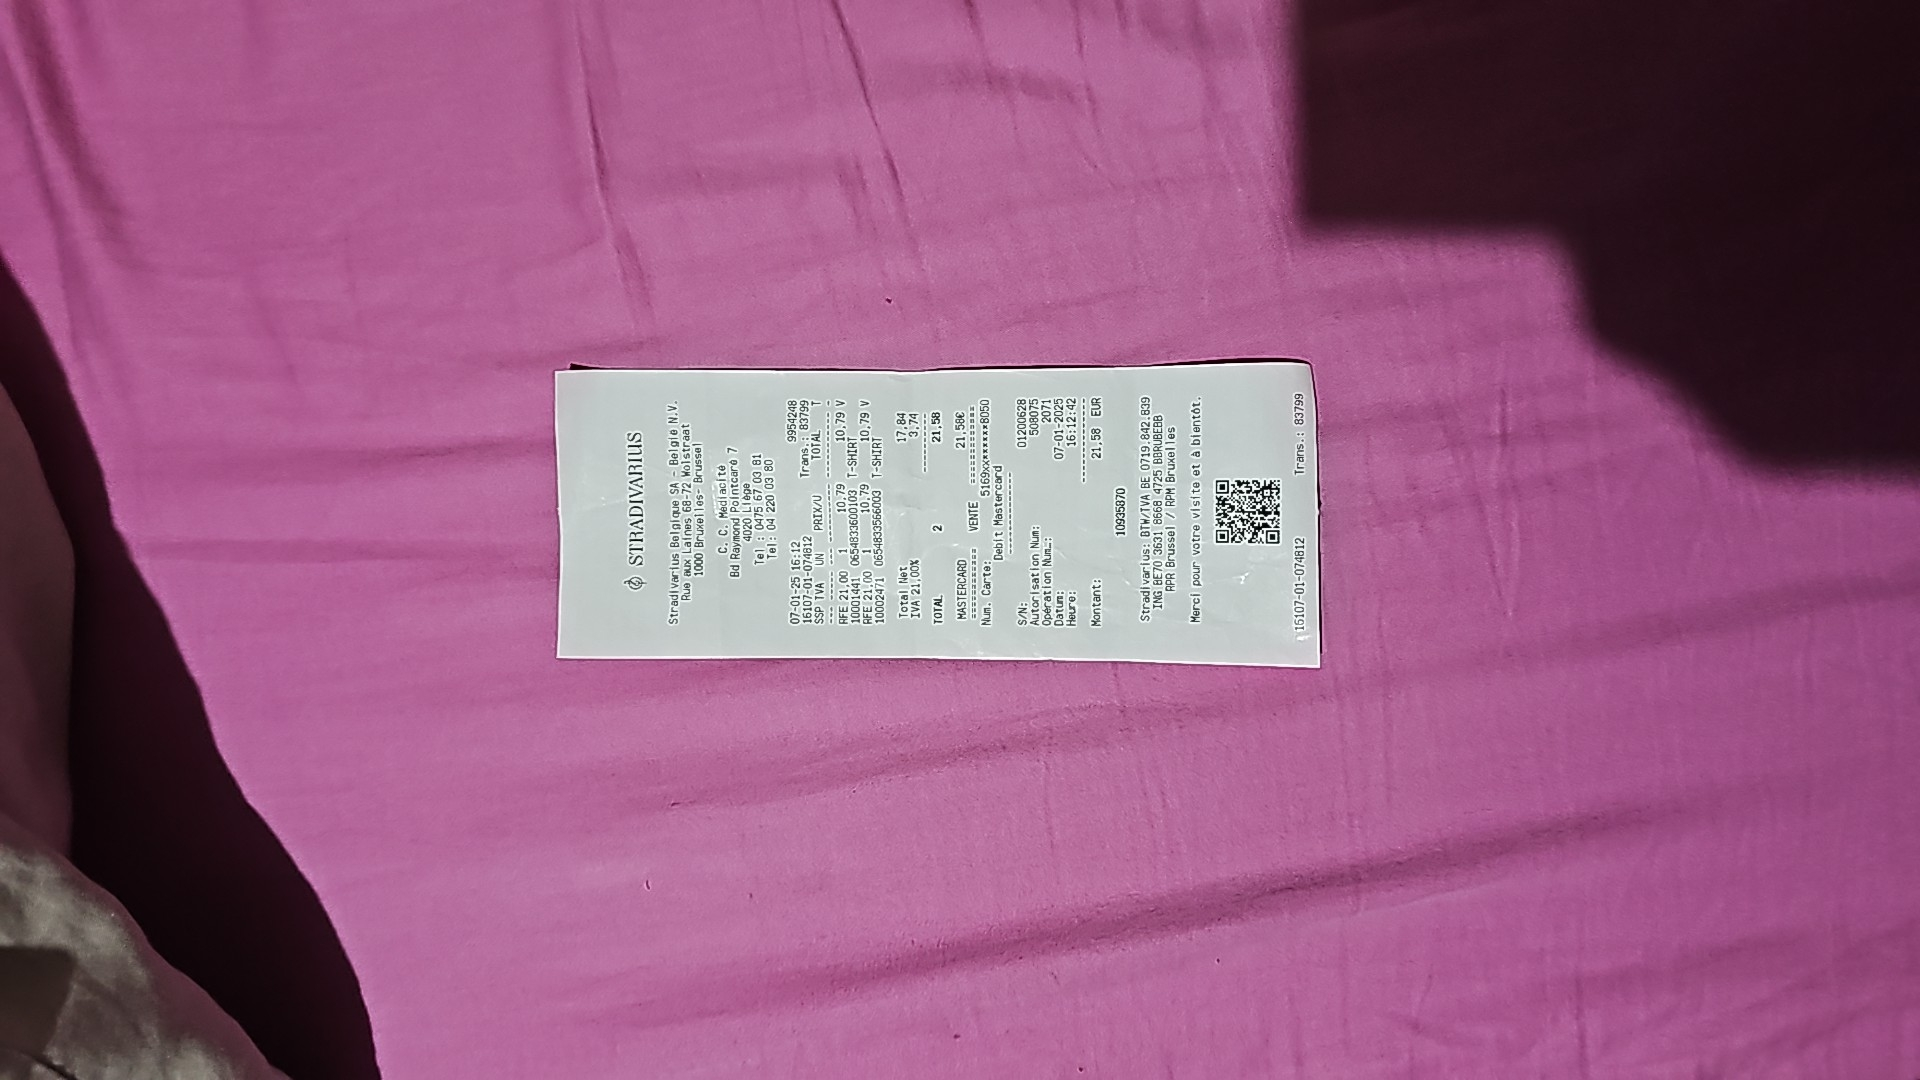 STRADIVARIUS
Stradivarius Belgique SA - België N.V.
Rue aux Laines 68-72 Wolstraat
1000 Bruxelles- Brussel
C.C. Médiacité
Bd Raymond Pointcaré 7
4020 Liège
Tel : 0475 67 03 81
Tel: 04 220 03 80
07-01-25 16:12 9954248
16107-01-074812 Trans.: 83799
SSP TVA UN PRIX/U TOTAL T
RFE 21,00 1 10,79 10,79 V
10001441 0654833600103 T-SHIRT
RFE 21,00 1 10,79 10,79 V
10002471 06548335566003 T-SHIRT
Total Net 17,84
IVA 21,00% 3,74
TOTAL 2 21,58
MASTERCARD 21,58€
=========== VENTE ===========
Num. Carte: 5169xx******8050
Debit Mastercard
S/N: 01200628
Autorisation Num: 508075
Opération Num.: 2071
Datum: 07-01-2025
Heure: 16:12:42
Montant: 21,58 EUR
10935870
Stradivarius: BTW/TVA BE 0719.842.839
ING BE70 3631 8668 4725 BBRUBEBB
RPR Brussel / RPM Bruxelles
Merci pour votre visite et à bientôt.
16107-01-074812 Trans.: 83799